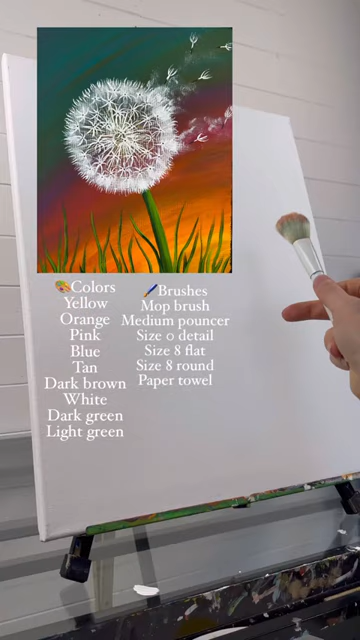 🎨Colors
Yellow
Orange
Pink
Blue
Tan
Dark brown
White
Dark green
Light green
🖌️Brushes
Mop brush
Medium pouncer
Size 0 detail
Size 8 flat
Size 8 round
Paper towel